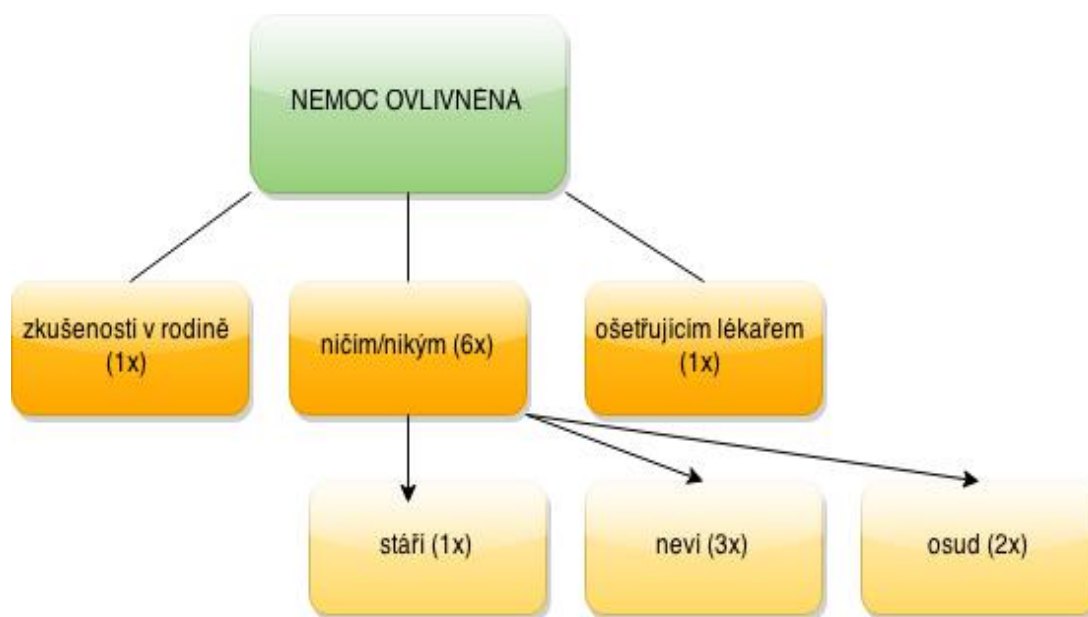 NEMOC OVLIVNĚNA
zkušenosti v rodině
(1x)
ničím/nikým (6x)
ošetřujícím lékařem
(1x)
stáří (1x)
neví (3x)
osud (2x)